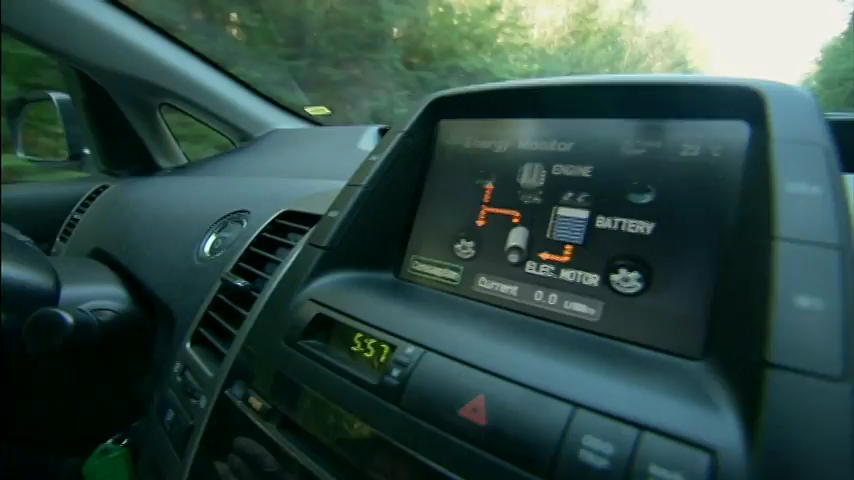 Energy Monitor
ENGINE
BATTERY
ELEC. MOTOR
Consumption
Current 0.0
5:57